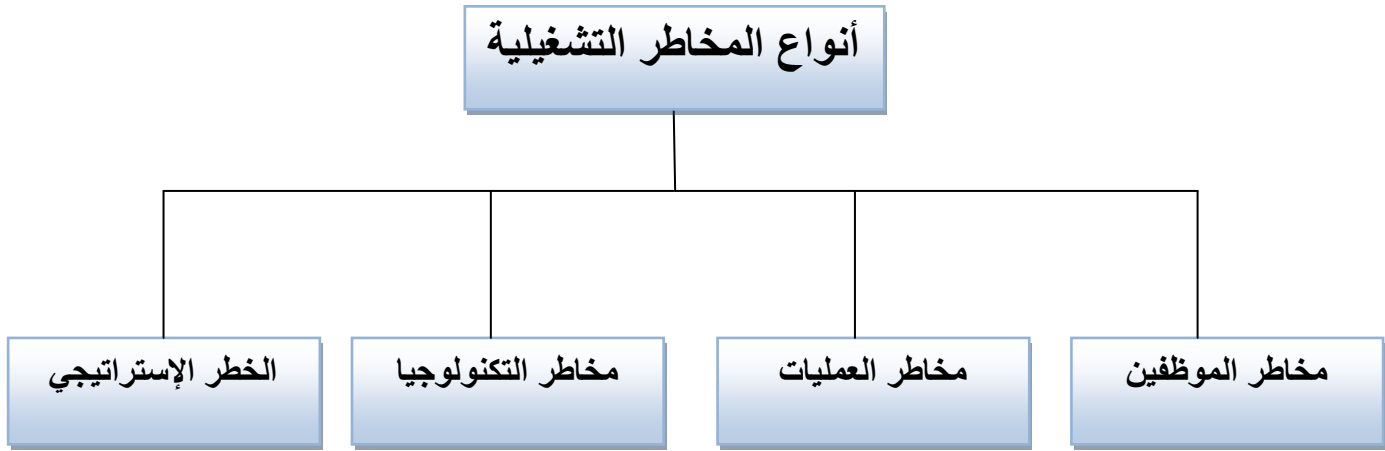 أنواع المخاطر التشغيلية
مخاطر الموظفين
مخاطر العمليات
مخاطر التكنولوجيا
الخطر الإستراتيجي